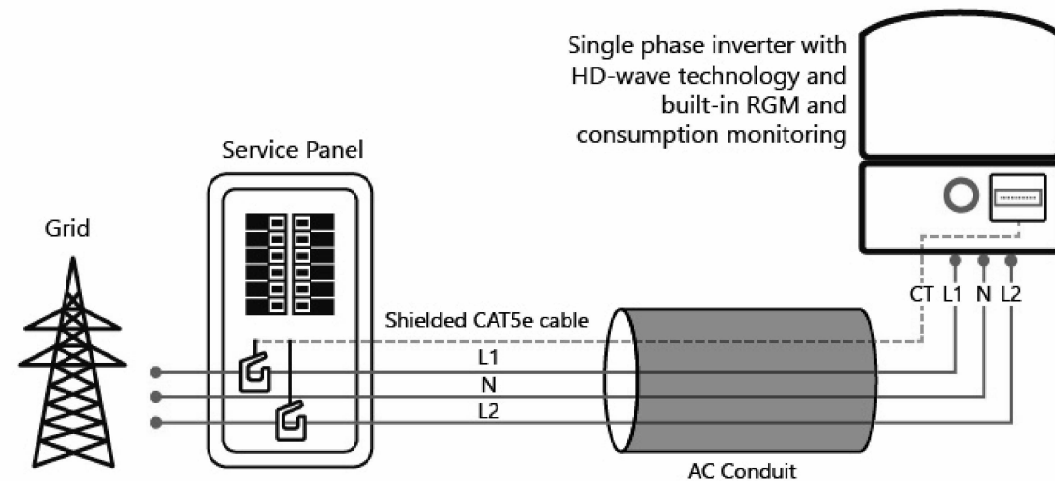 Single phase inverter with
HD-wave technology and
built-in RGM and
consumption monitoring
Service Panel
Grid
CT L1 N L2
Shielded CAT5e cable
L1
N
L2
AC Conduit